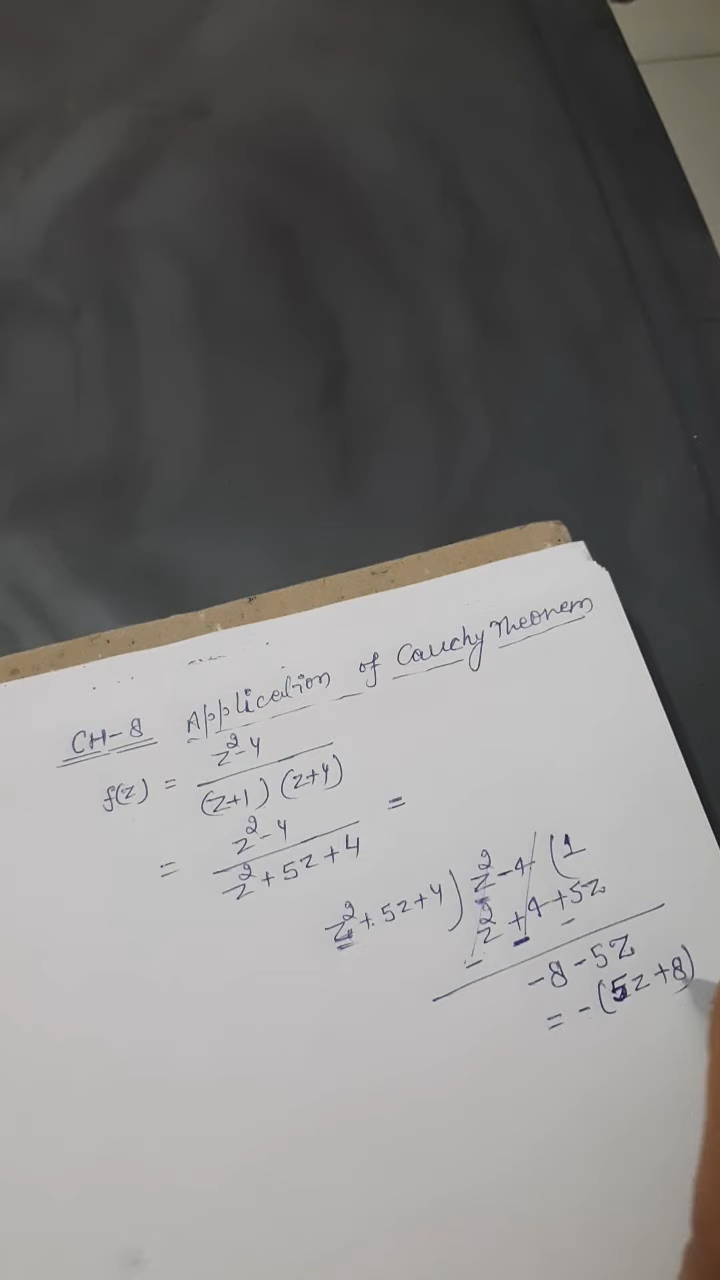 CH-8 Application of Cauchy Theorem
f(z) = z²-4 / (z+1) (z+4)
= z²-4 / z²+5z+4 =
z²+5z+4 ) z²-4 ( 1
z²+4+5z
- - -
-8-5z
= -(5z+8)